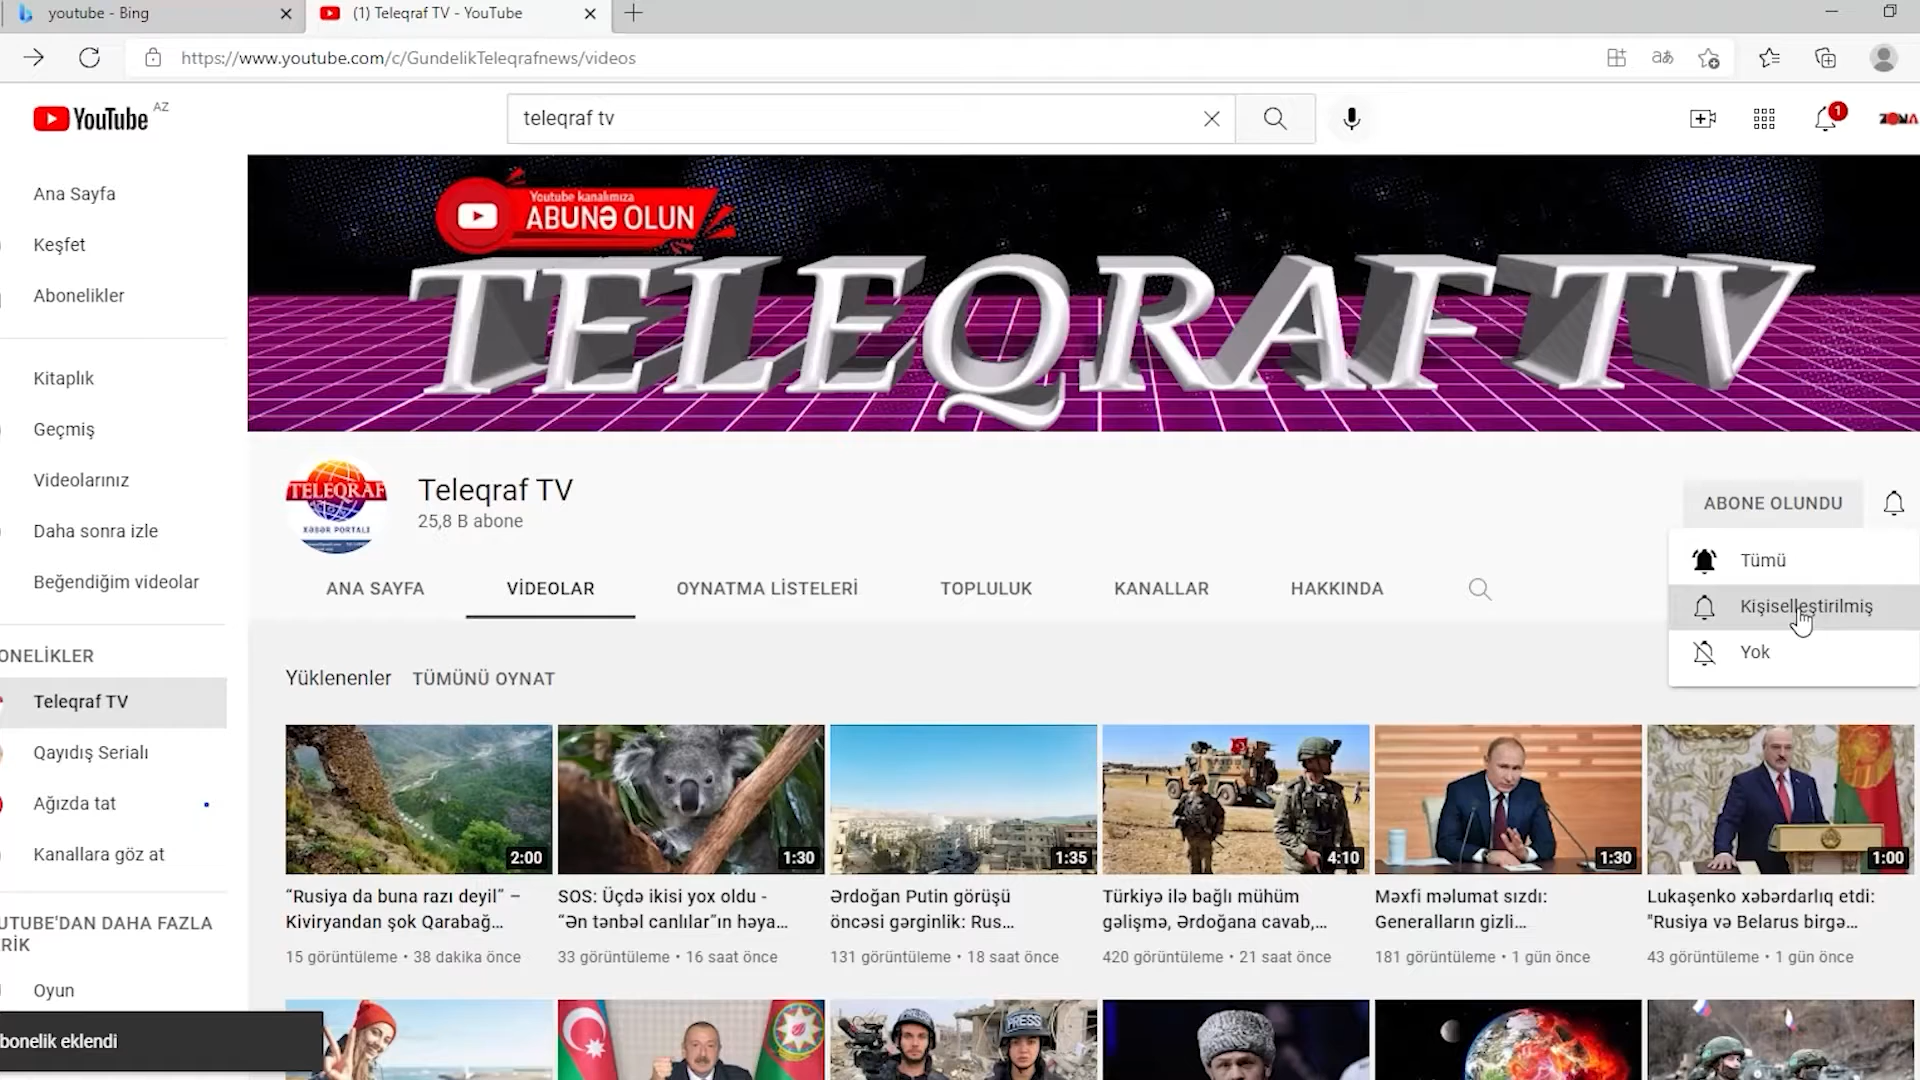 youtube - Bing
(1) Teleqraf TV - YouTube
https://www.youtube.com/c/GundelikTeleqrafnews/videos
YouTube AZ
teleqraf tv
1
ZONA
Ana Sayfa
Keşfet
Abonelikler
Kitaplık
Geçmiş
Videolarınız
Daha sonra izle
Beğendiğim videolar
ONELİKLER
Teleqraf TV
Qayıdış Serialı
Ağızda tat
Kanallara göz at
UTUBE'DAN DAHA FAZLA
RİK
Oyun
bonelik eklendi
Youtube kanalımıza
ABUNƏ OLUN
TELEQRAF TV
TELEQRAF
XƏBƏR PORTALI
Teleqraf TV
25,8 B abone
ABONE OLUNDU
Tümü
Kişiselleştirilmiş
Yok
ANA SAYFA
VİDEOLAR
OYNATMA LİSTELERİ
TOPLULUK
KANALLAR
HAKKINDA
Yüklenenler
TÜMÜNÜ OYNAT
2:00
1:30
1:35
4:10
1:30
1:00
“Rusiya da buna razı deyil” –
Kiviryandan şok Qarabağ...
15 görüntüleme • 38 dakika önce
SOS: Üçdə ikisi yox oldu -
“Ən tənbəl canlılar”ın həya...
33 görüntüleme • 16 saat önce
Ərdoğan Putin görüşü
öncəsi gərginlik: Rus...
131 görüntüleme • 18 saat önce
Türkiyə ilə bağlı mühüm
gəlişmə, Ərdoğana cavab,...
420 görüntüleme • 21 saat önce
Məxfi məlumat sızdı:
Generalların gizli...
181 görüntüleme • 1 gün önce
Lukaşenko xəbərdarlıq etdi:
"Rusiya və Belarus birgə...
43 görüntüleme • 1 gün önce
PRESS